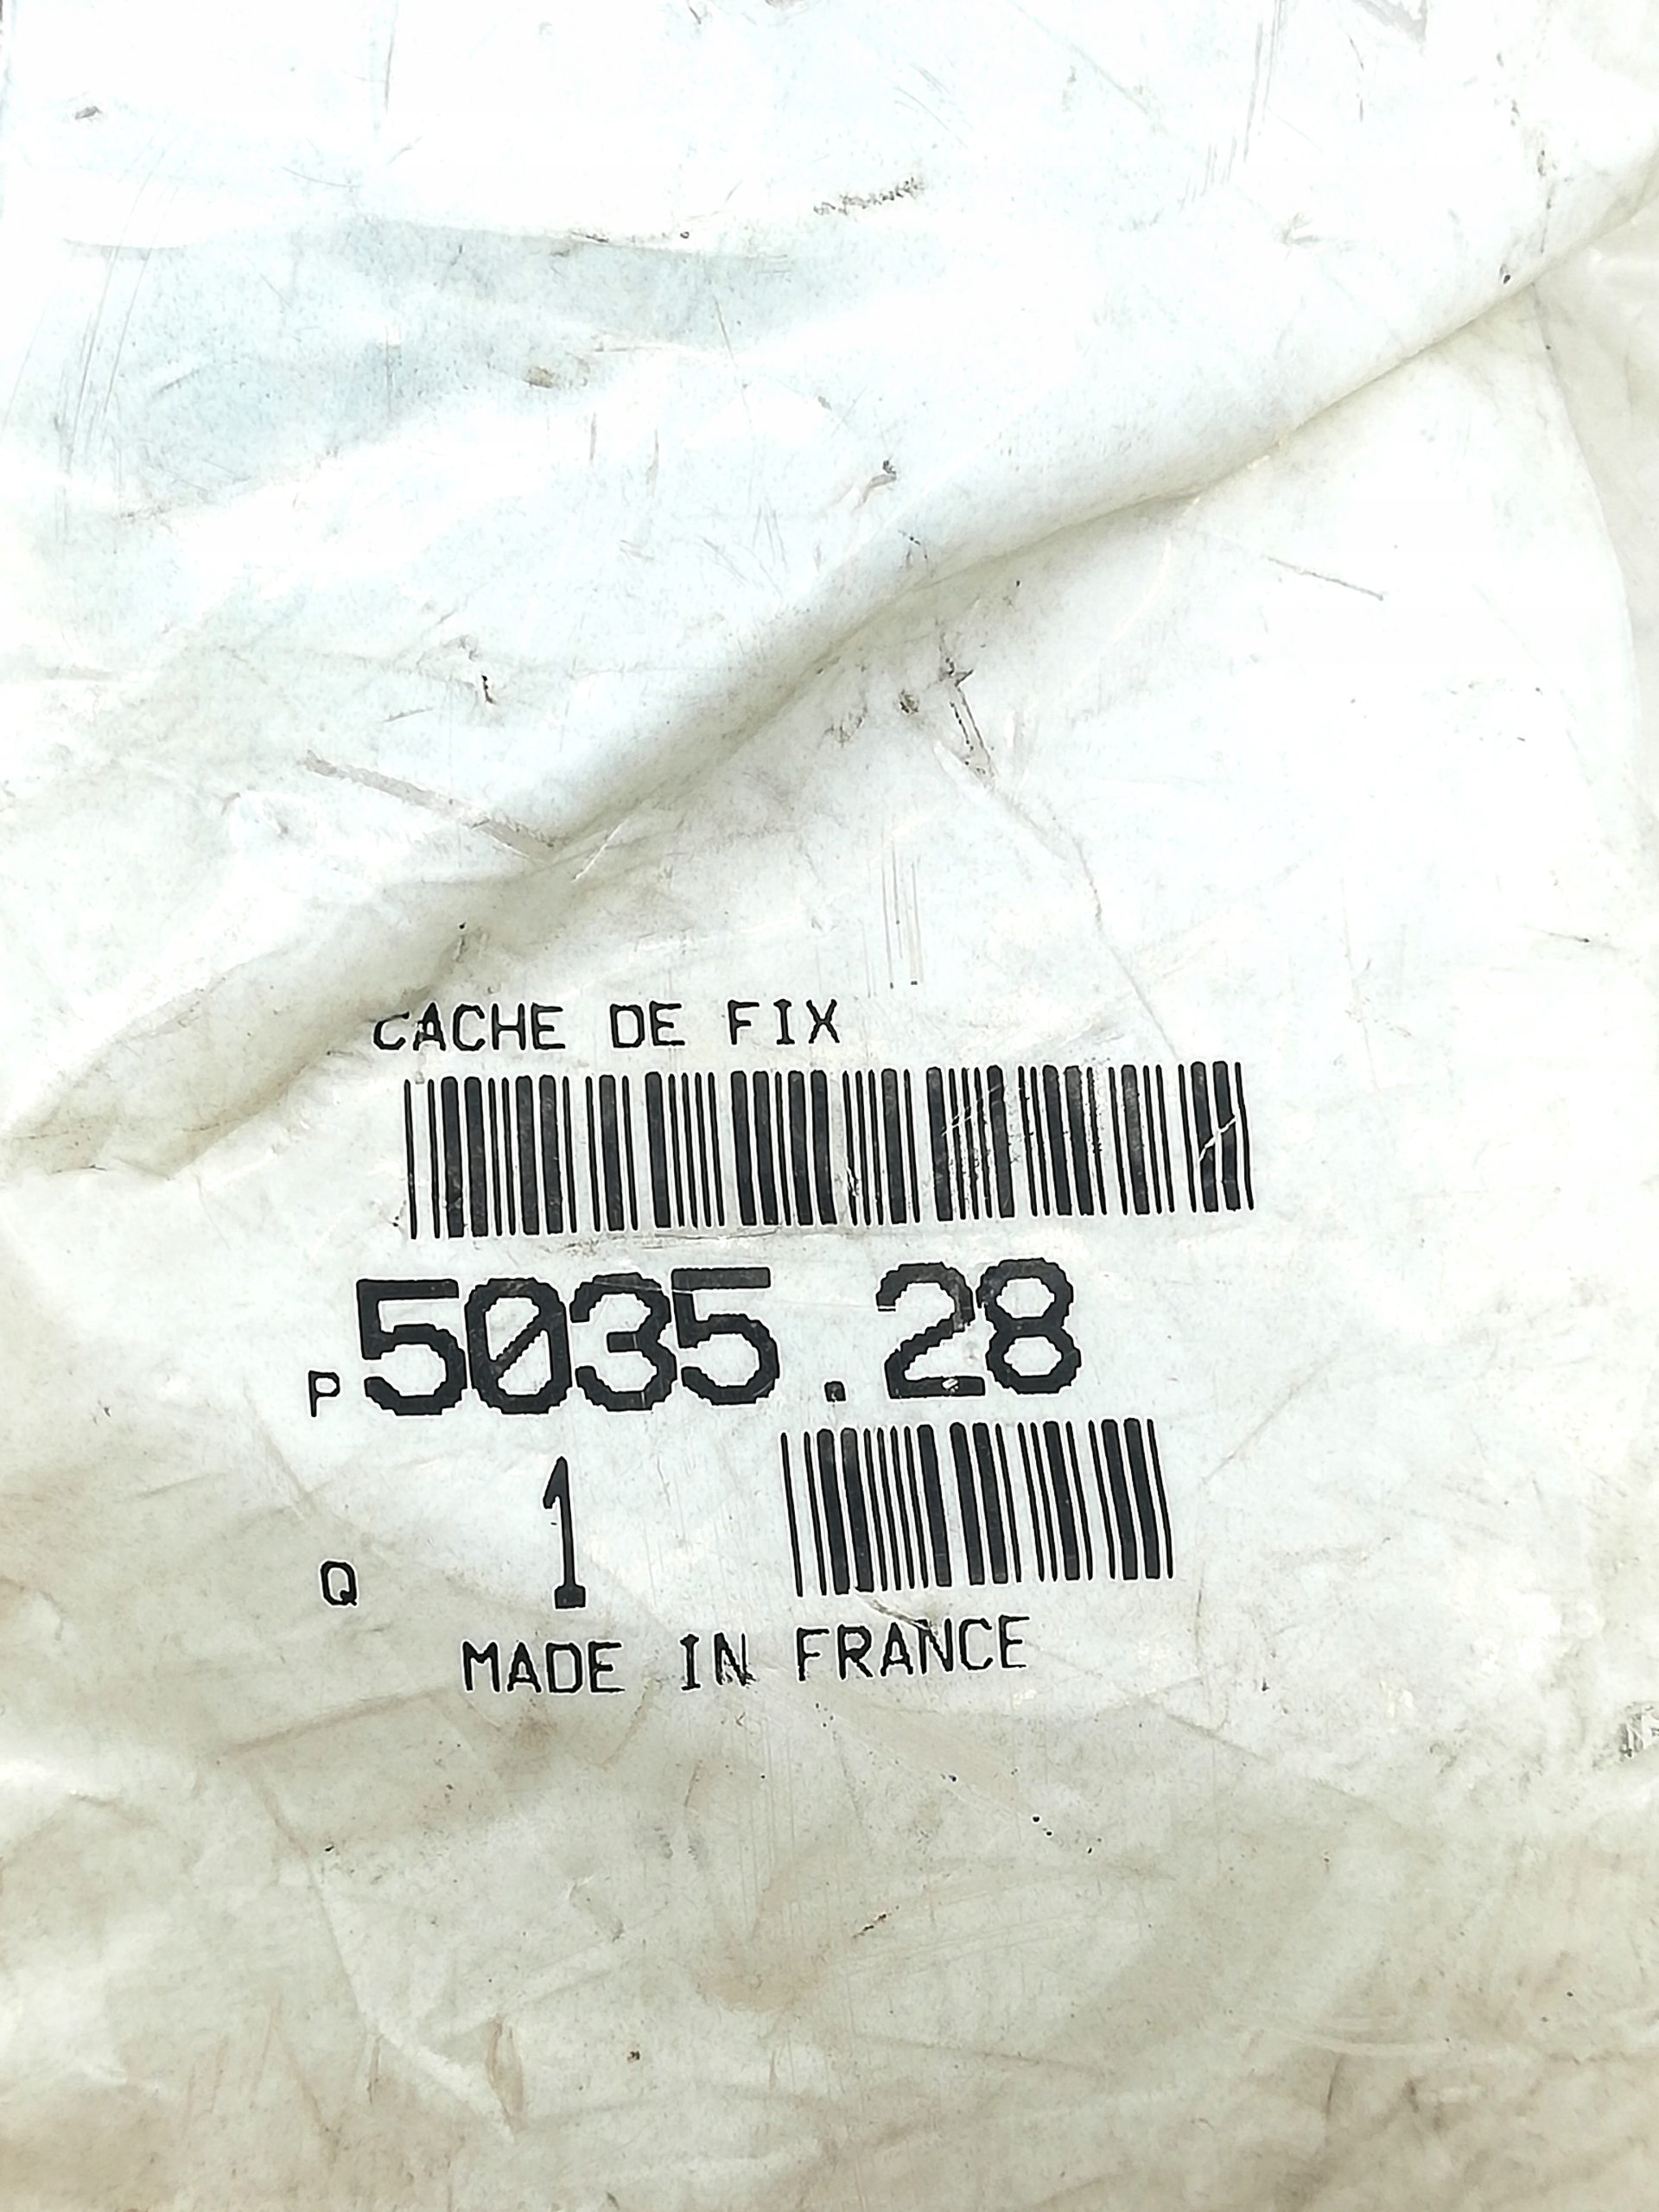 CACHE DE FIX
P 5035.28
Q 1
MADE IN FRANCE